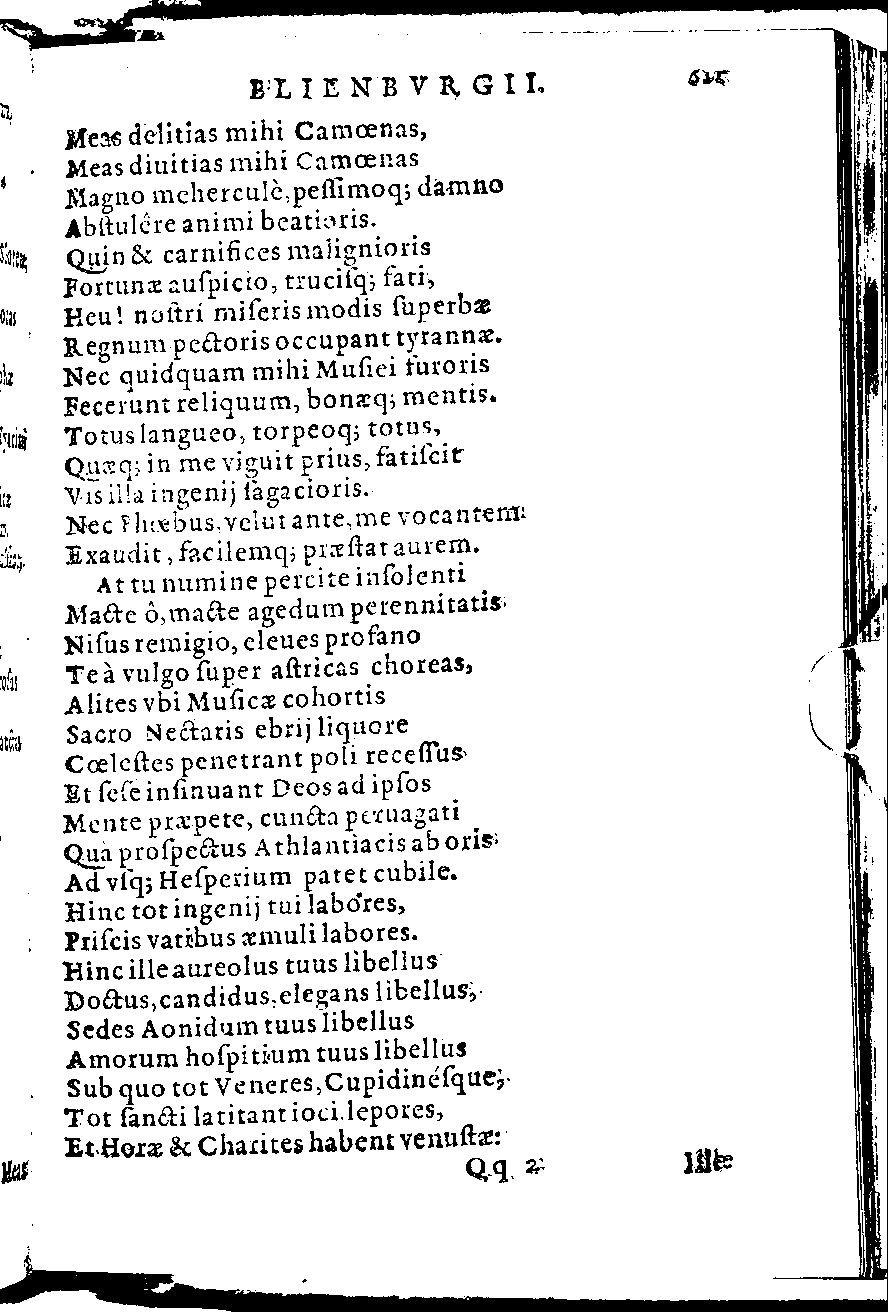 BLIENBVRGII. 615
Meas delitias mihi Camœnas,
Meas diuitias mihi Camœnas
Magno meherculè, peſſimoq; damno
Abſtulêre animi beatioris.
Quin & carnifices malignioris
Fortunæ auſpicio, truciſq; fati,
Heu! noſtrí miſeris modis ſuperbæ
Regnum pectoris occupant tyrannæ.
Nec quidquam mihi Muſici furoris
Fecerunt reliquum, bonæq; mentis.
Totus langueo, torpeoq; totus,
Quæq; in me viguit prius, fatiſcit
Vis illa ingenij ſagacioris.
Nec Phœbus, velut ante, me vocantem
Exaudit, facilemq; præſtat aurem.
At tu numine percite inſolenti
Macte ô, macte agedum perennitatis
Niſus remigio, eleues profano
Te à vulgo ſuper aſtricas choreas,
Alites vbi Muſicæ cohortis
Sacro Nectaris ebrij liquore
Cœleſtes penetrant poli receſſus
Et ſeſe inſinuant Deos ad ipſos
Mente præpete, cuncta peruagati
Quà proſpectus Athlantiacis ab oris
Ad vſq; Heſperium patet cubile.
Hinc tot ingenij tui labores,
Priſcis vatibus æmuli labores.
Hinc ille aureolus tuus libellus
Doctus, candidus, elegans libellus,
Sedes Aonidum tuus libellus
Amorum hoſpitium tuus libellus
Sub quo tot Veneres, Cupidinéſque,
Tot ſancti latitant ioci. lepores,
Et Horæ & Charites habent venuſtæ:
Qq 2 Ille